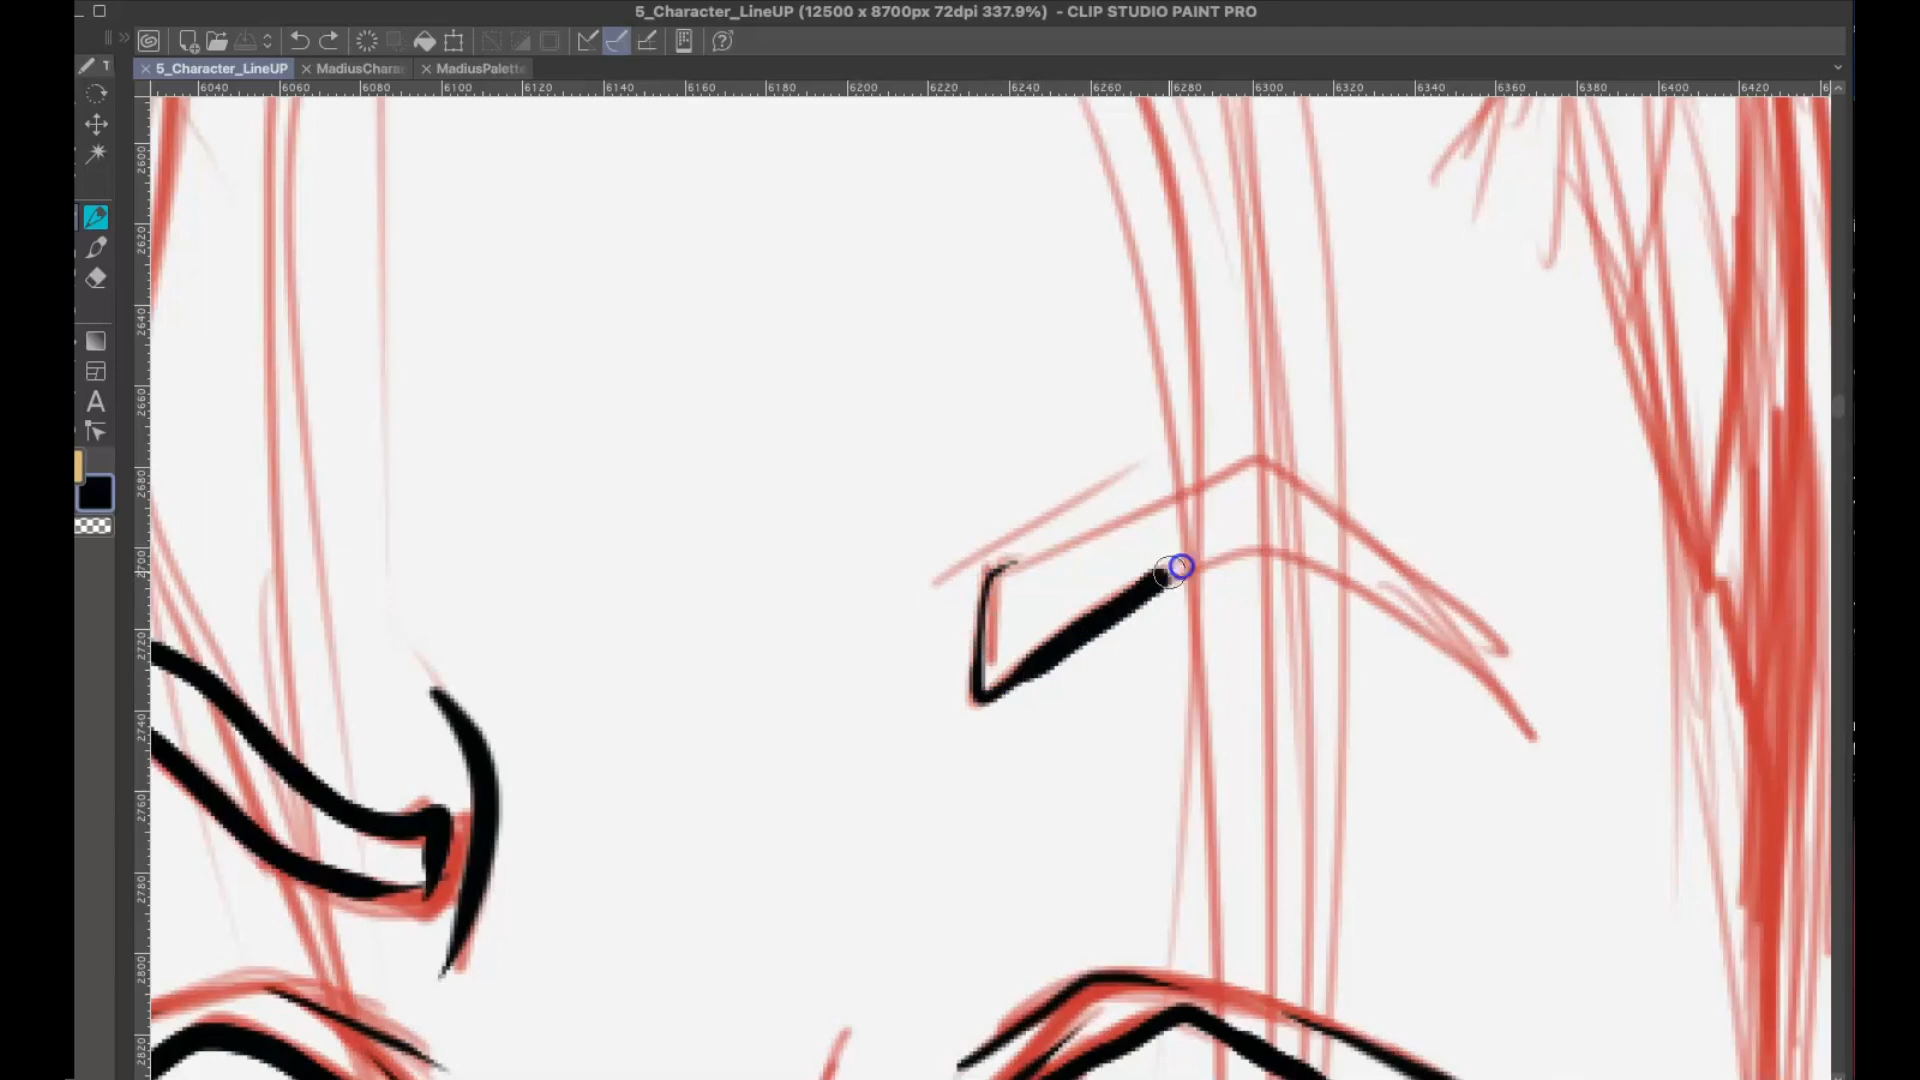 5_Character_LineUP (12500 x 8700px 72dpi 337.9%) - CLIP STUDIO PAINT PRO
5_Character_LineUP MadiusChara MadiusPalette
6040 6060 6080 6100 6120 6140 6160 6180 6200 6220 6240 6260 6280 6300 6320 6340 6360 6380 6400 6420 6
2600
2620
2640
2660
2680
2700
2720
2740
2760
2780
2800
2820
T
A